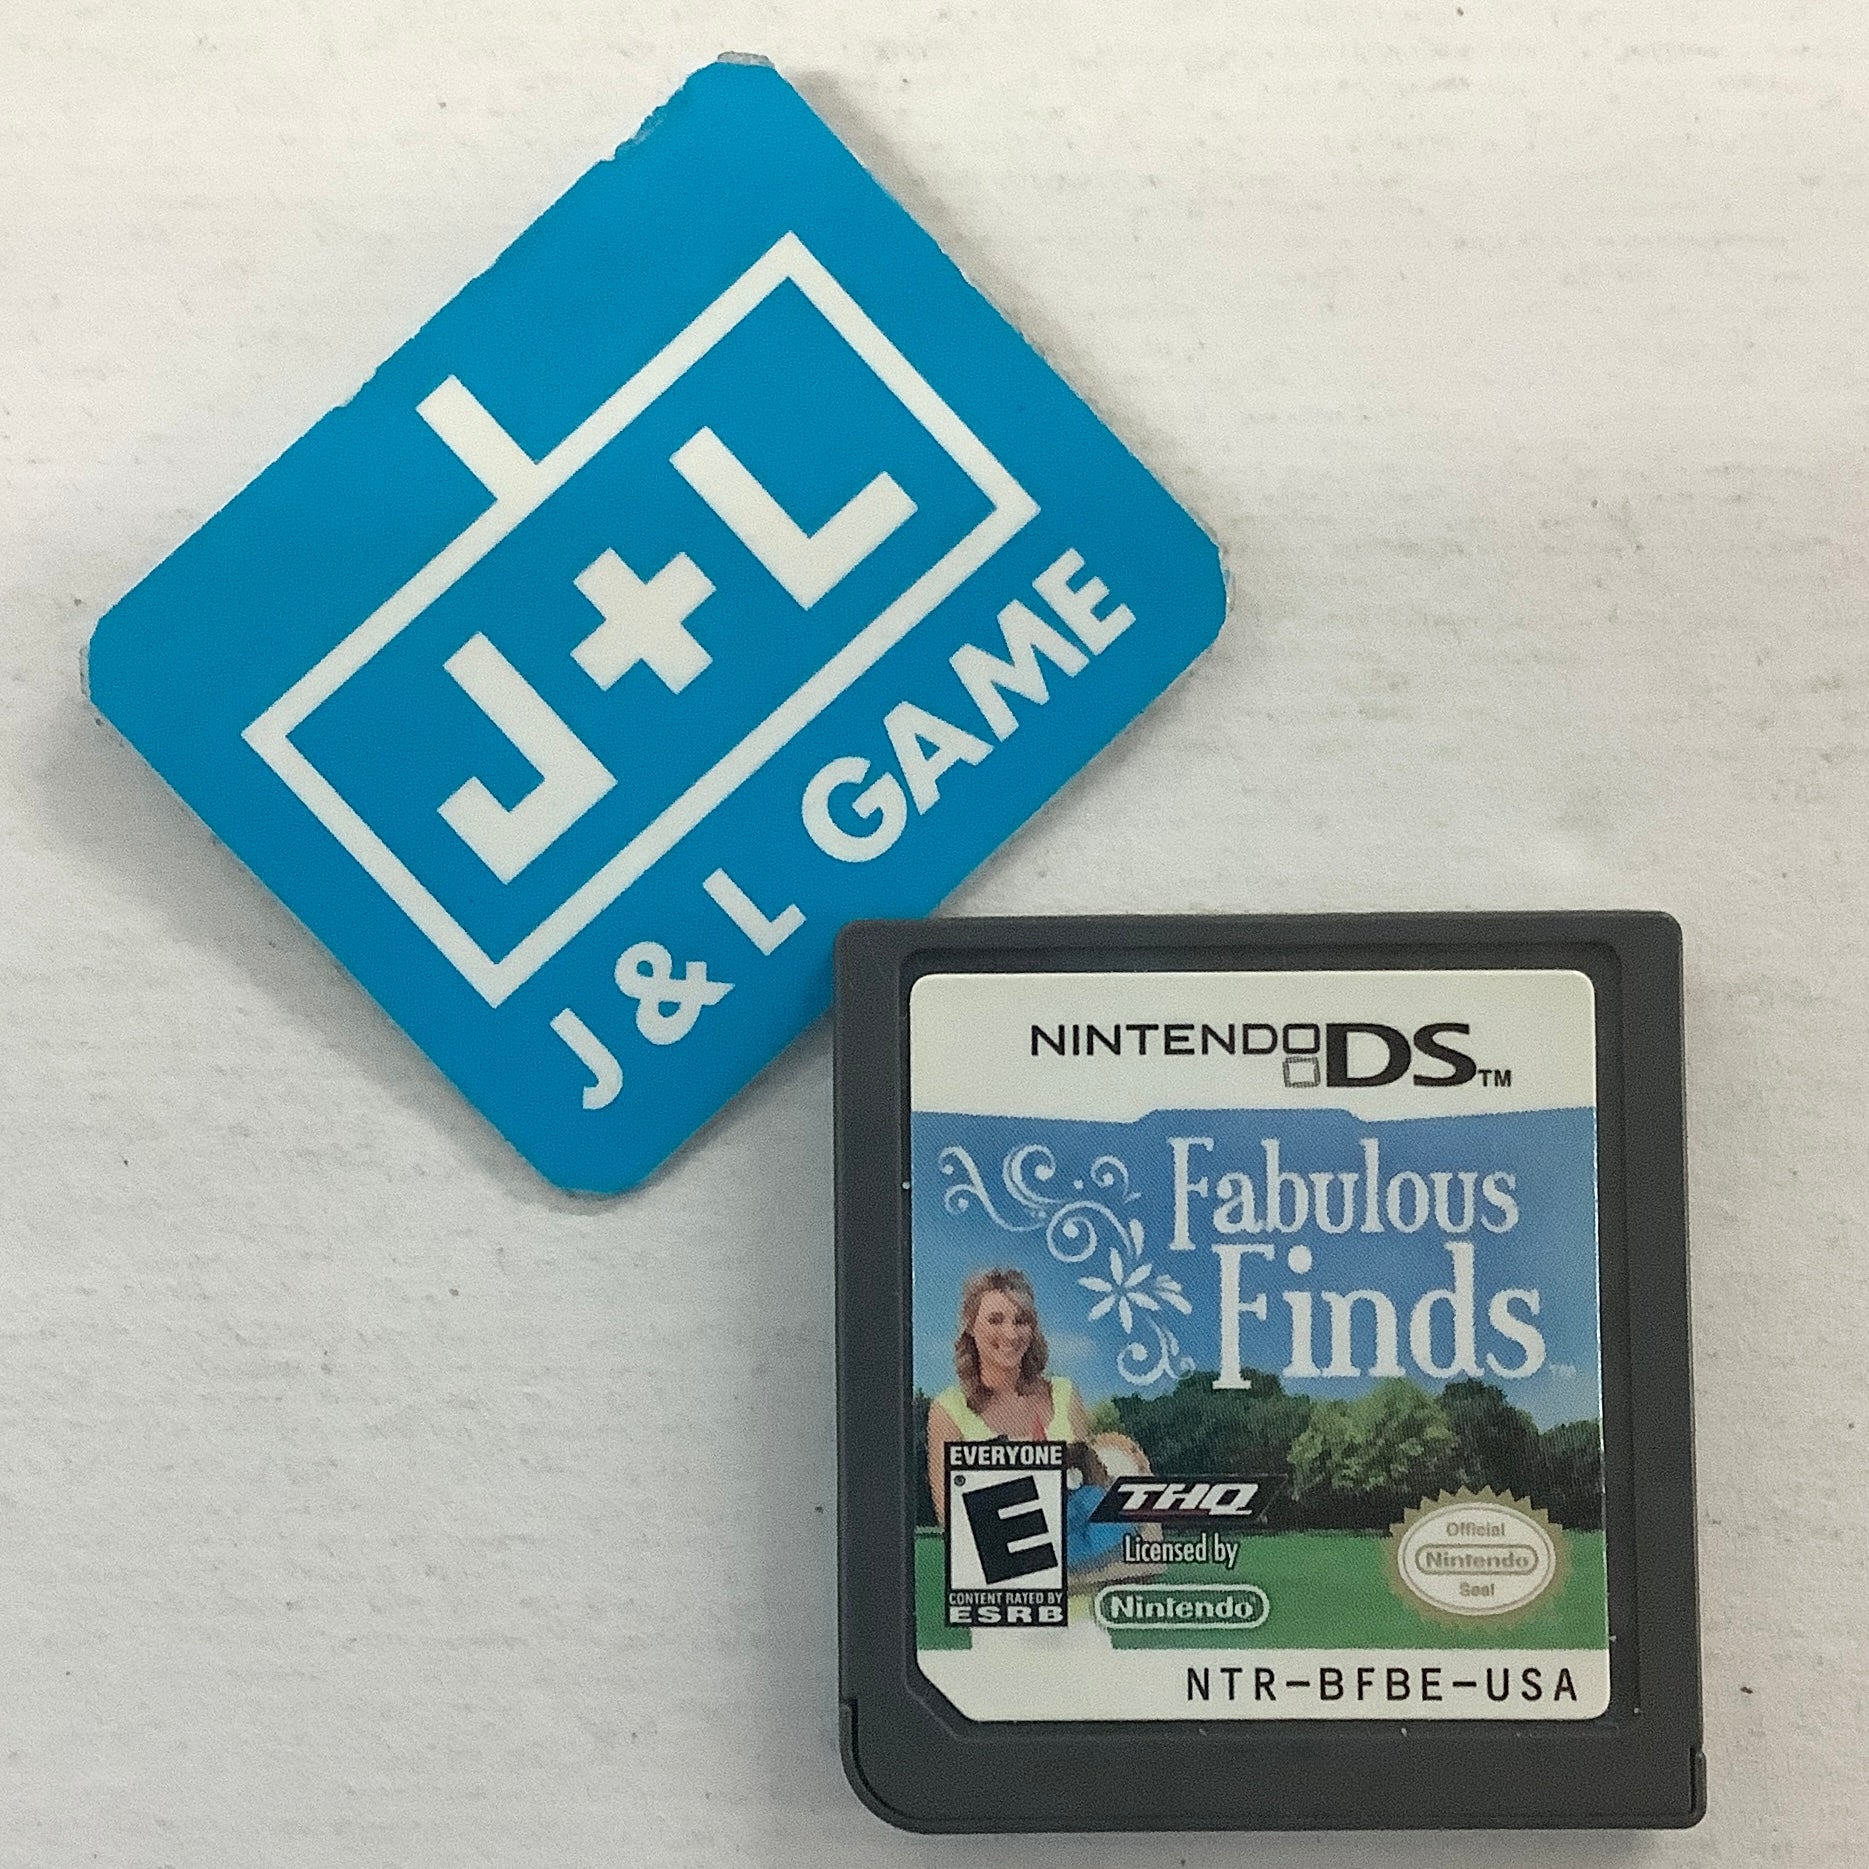 J+L
J & L GAME
NINTENDO DS™
Fabulous
Finds™
EVERYONE
E
CONTENT RATED BY
ESRB
THQ
Licensed by
Nintendo
Official
Nintendo
Seal
NTR-BFBE-USA